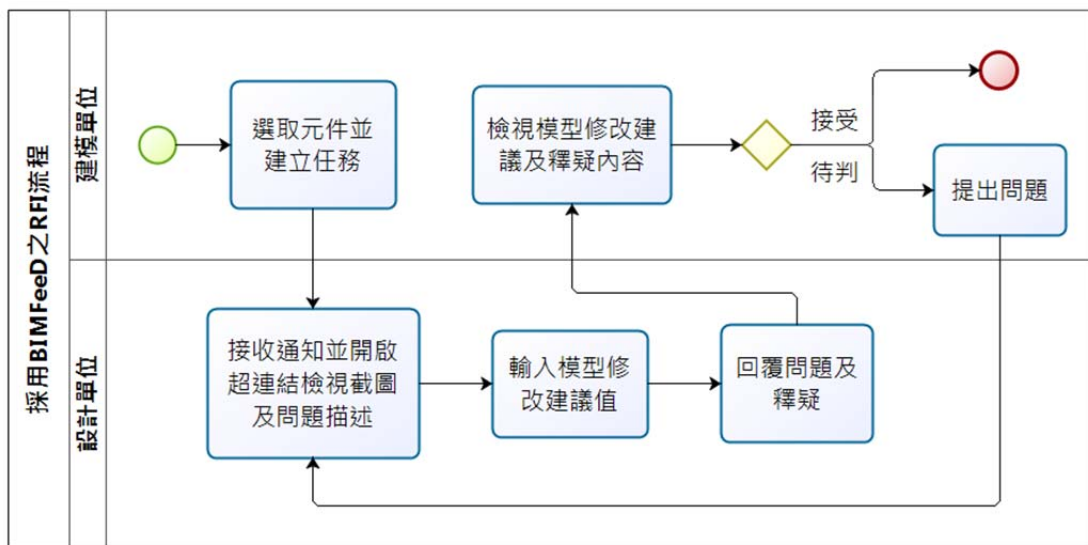 採用BIMFeeD之RFI流程
建模單位
選取元件並
建立任務
檢視模型修改建
議及釋疑內容
接受
待判
提出問題
設計單位
接收通知並開啟
超連結檢視截圖
及問題描述
輸入模型修
改建議值
回覆問題及
釋疑